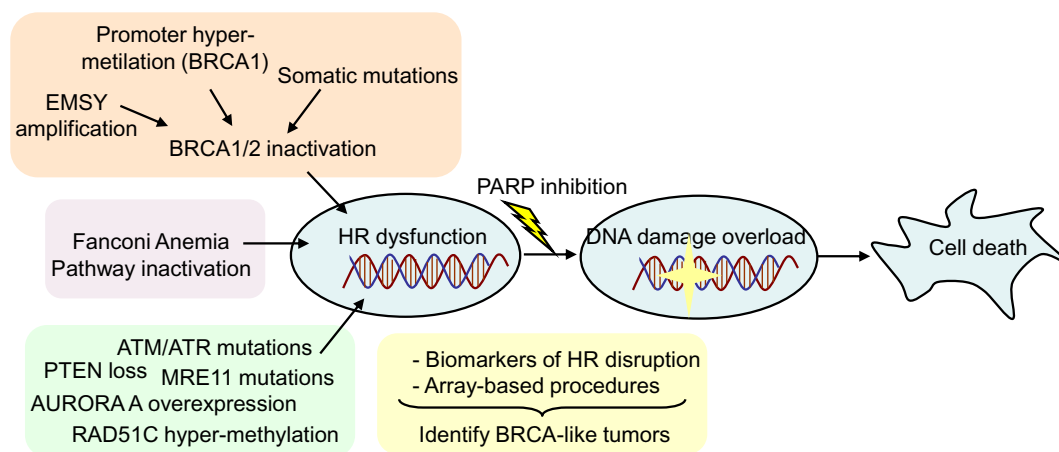 Promoter hyper-
metilation (BRCA1)
Somatic mutations
EMSY
amplification
BRCA1/2 inactivation
PARP inhibition
Fanconi Anemia
Pathway inactivation
HR dysfunction
DNA damage overload
Cell death
ATM/ATR mutations
PTEN loss
MRE11 mutations
AURORA A overexpression
RAD51C hyper-methylation
- Biomarkers of HR disruption
- Array-based procedures
Identify BRCA-like tumors